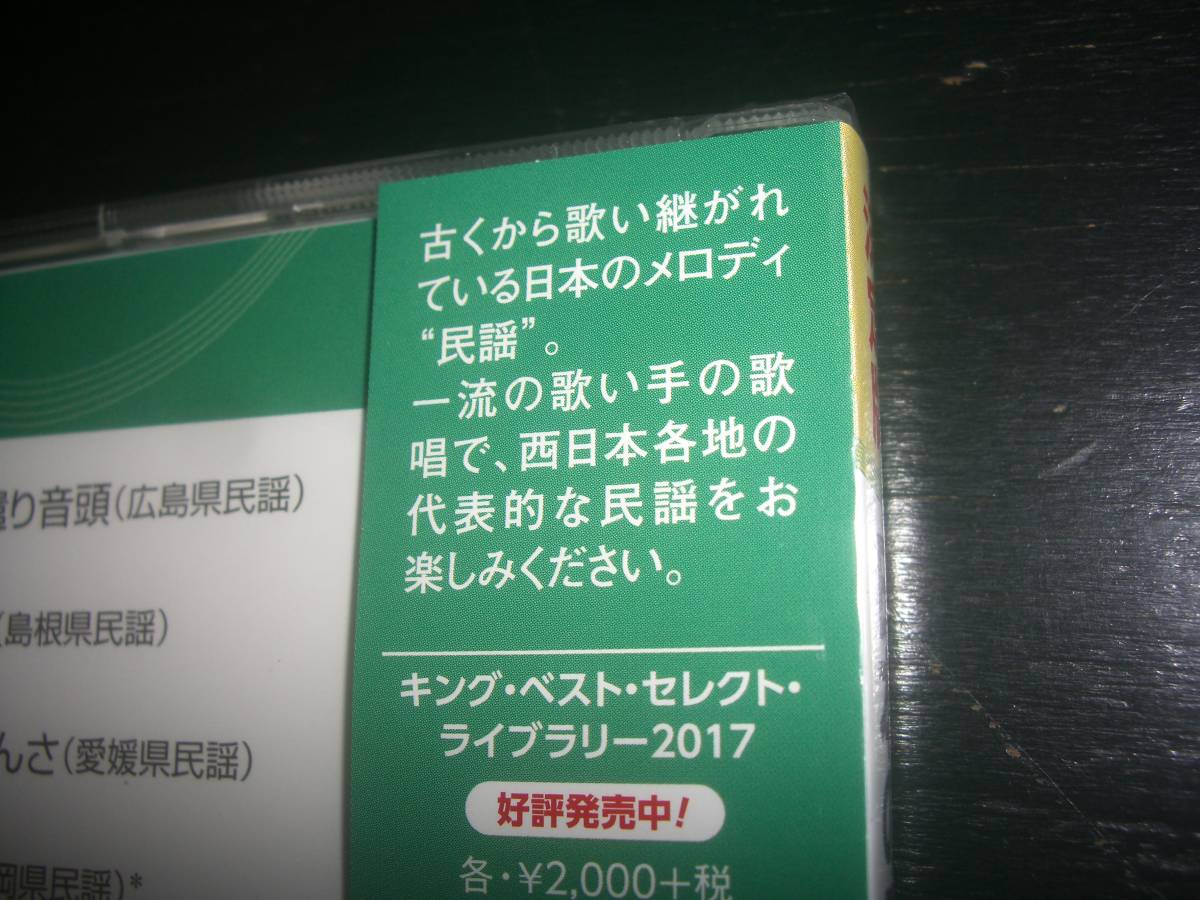 古くから歌い継がれ
ている日本のメロディ
“民謡”。
一流の歌い手の歌
唱で、西日本各地の
代表的な民謡をお
楽しみください。
キング・ベスト・セレクト・
ライブラリー2017
好評発売中!
各・¥2,000+税
り音頭(広島県民謡)
(島根県民謡)
んさ(愛媛県民謡)
岡県民謡)*